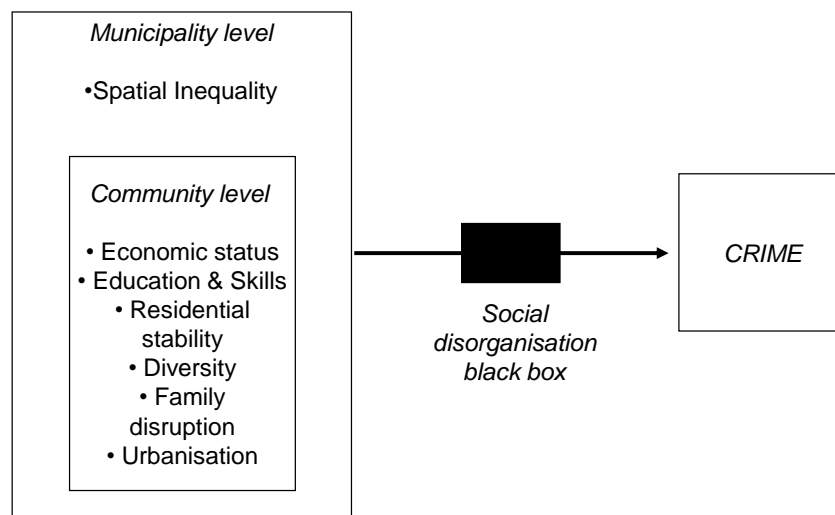 Municipality level
•Spatial Inequality
Community level
• Economic status
• Education & Skills
• Residential
stability
• Diversity
• Family
disruption
• Urbanisation
Social
disorganisation
black box
CRIME